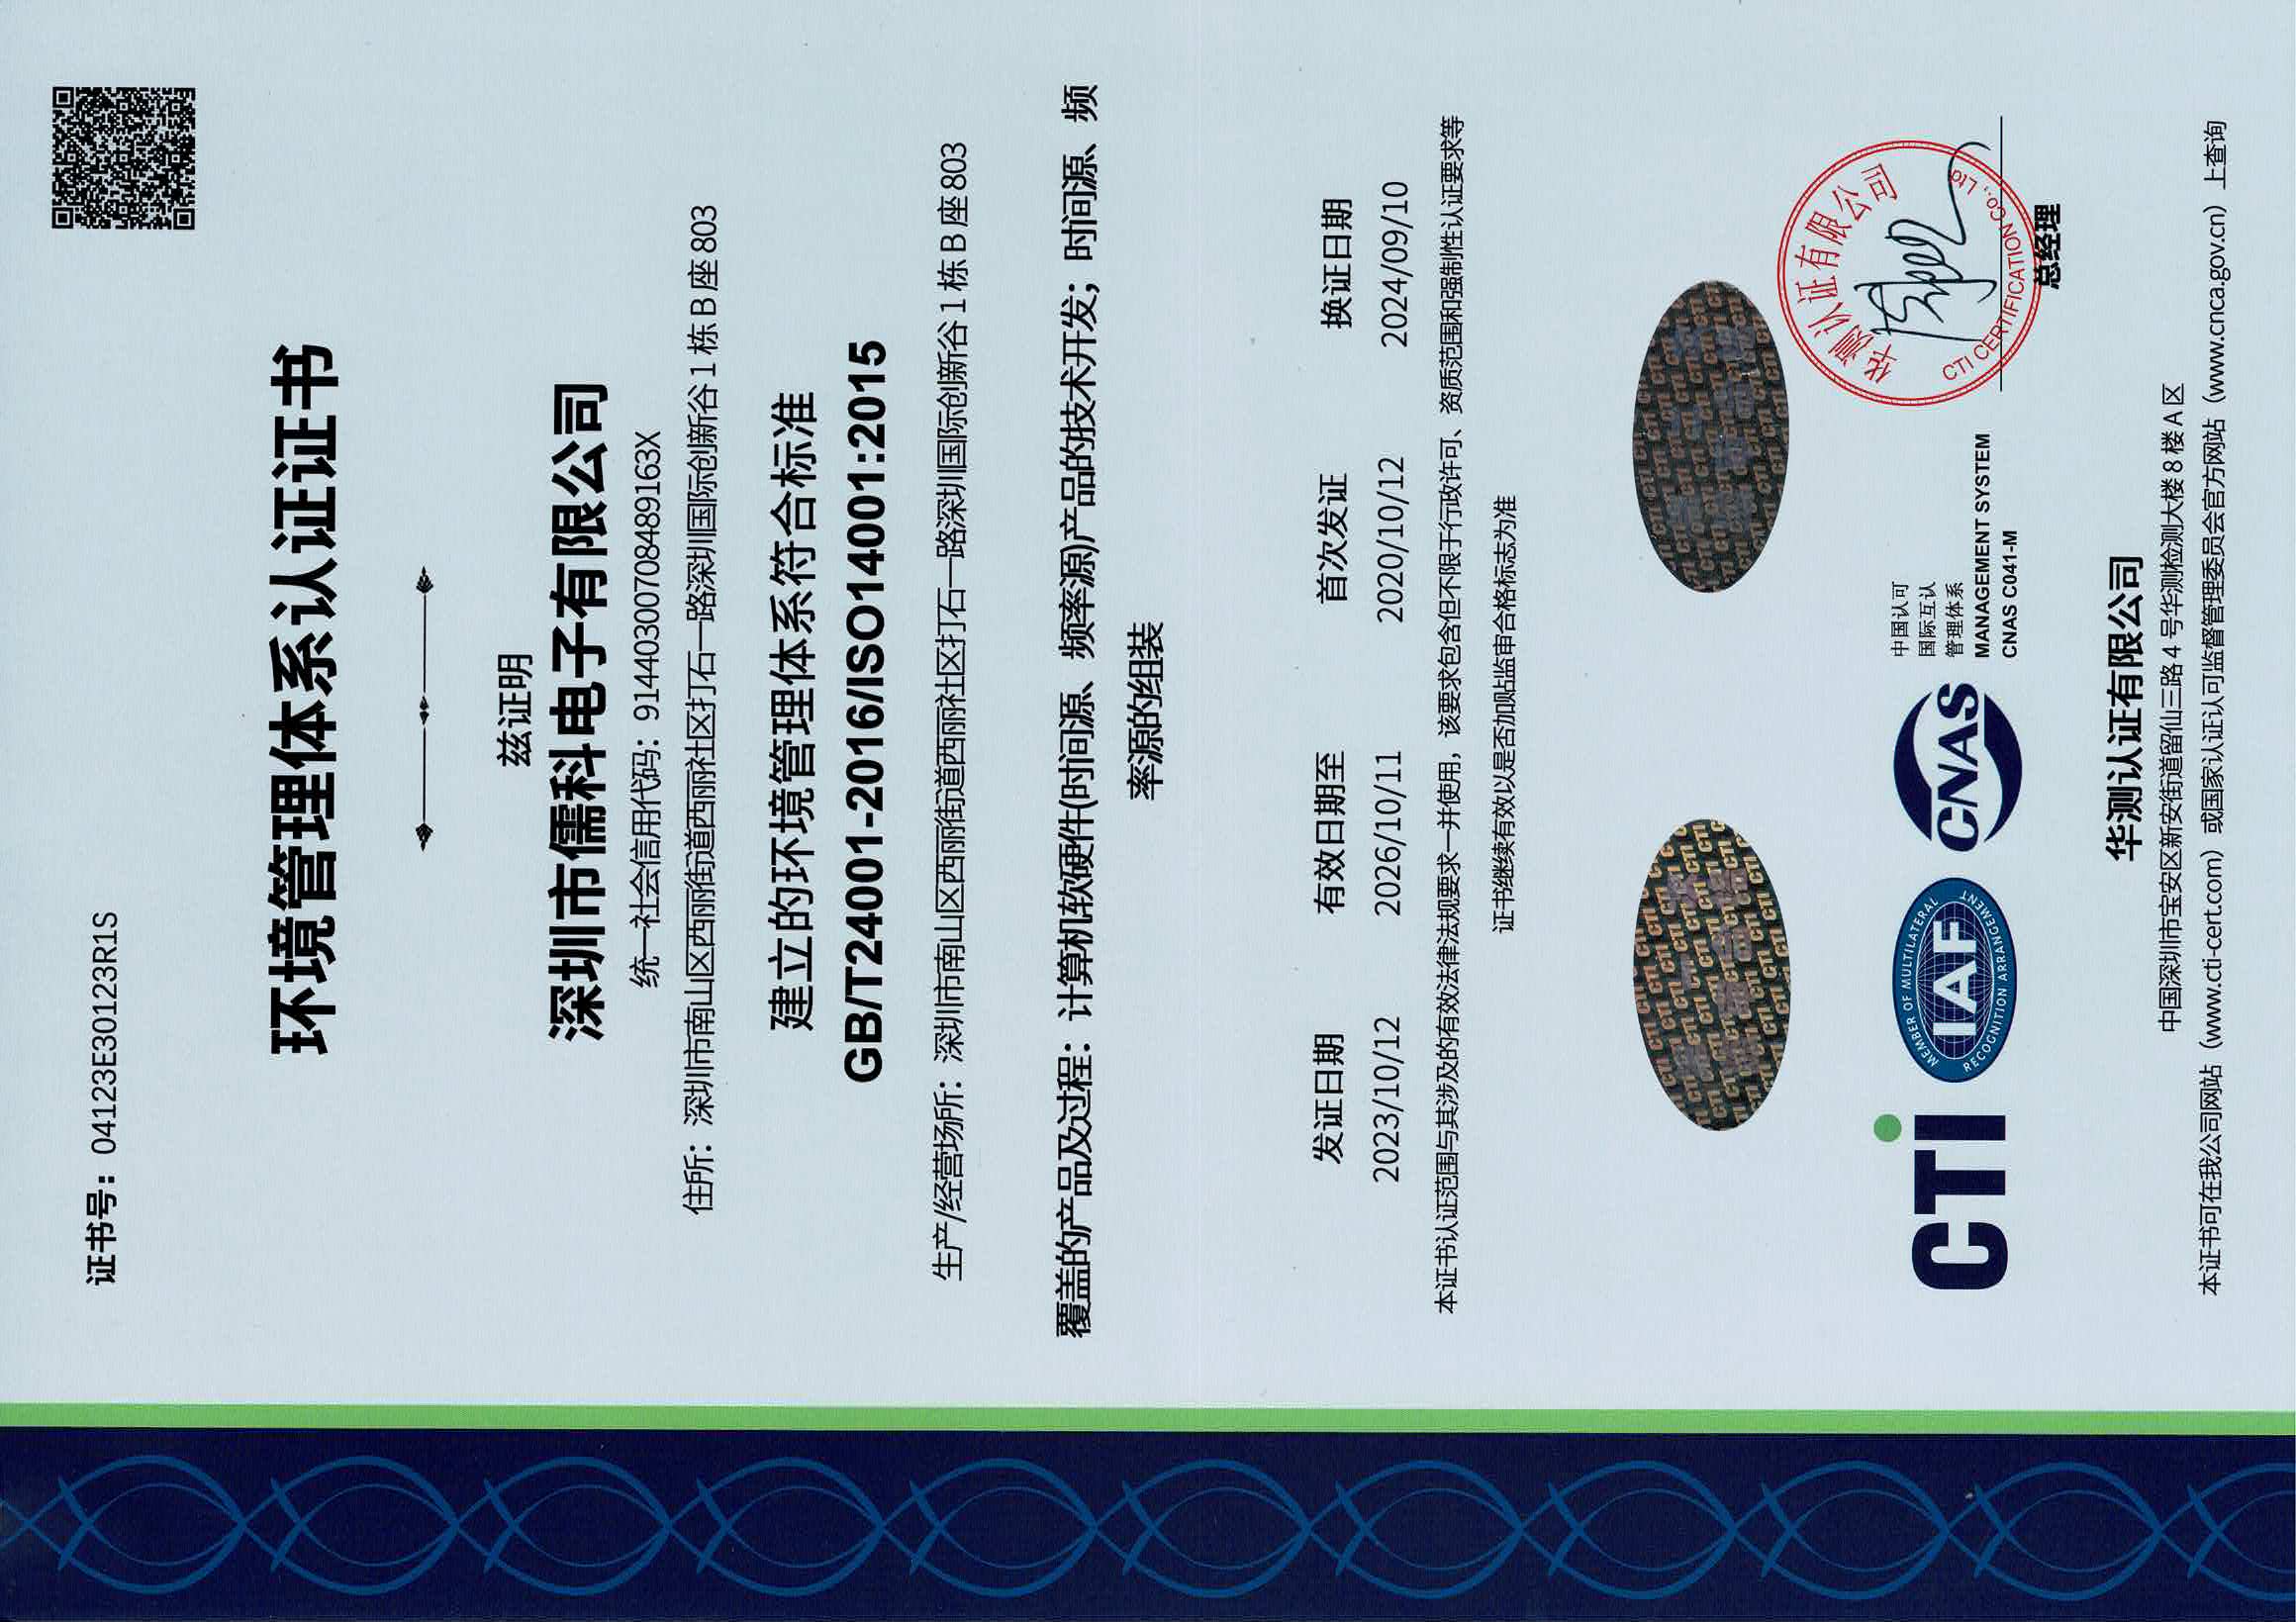 证书号：04123E30123R1S
环境管理体系认证证书
兹证明
深圳市儒科电子有限公司
统一社会信用代码：91440300708489163X
住所：深圳市南山区西丽街道西丽社区打石一路深圳国际创新谷1栋B座803
建立的环境管理体系符合标准
GB/T24001-2016/ISO14001:2015
生产/经营场所：深圳市南山区西丽街道西丽社区打石一路深圳国际创新谷1栋B座803
覆盖的产品及过程：计算机软硬件(时间源、频率源)产品的技术开发；时间源、频
率源的组装
发证日期 有效日期至 首次发证 换证日期
2023/10/12 2026/10/11 2020/10/12 2024/09/10
本证书认证范围与其涉及的有效法律法规要求一并使用，该要求包含但不限于行政许可、资质范围和强制性认证要求等
证书继续有效以是否加贴监审合格标志为准
CTI
MEMBER OF MULTILATERAL
IAF
RECOGNITION ARRANGEMENT
CNAS
中国认可
国际互认
管理体系
MANAGEMENT SYSTEM
CNAS C041-M
华测认证有限公司
CTI CERTIFICATION Co., Ltd
总经理
华测认证有限公司
中国深圳市宝安区新安街道留仙三路4号华测检测大楼8楼A区
本证书可在我公司网站（www.cti-cert.com）或国家认证认可监督管理委员会官方网站（www.cnca.gov.cn）上查询